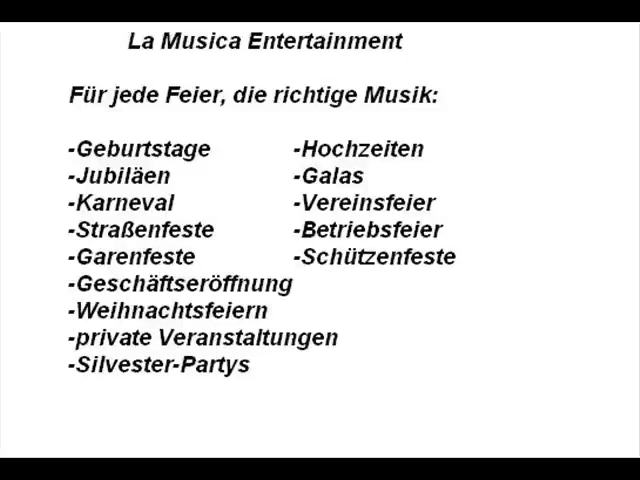 La Musica Entertainment
Für jede Feier, die richtige Musik:
-Geburtstage -Hochzeiten
-Jubiläen -Galas
-Karneval -Vereinsfeier
-Straßenfeste -Betriebsfeier
-Garenfeste -Schützenfeste
-Geschäftseröffnung
-Weihnachtsfeiern
-private Veranstaltungen
-Silvester-Partys